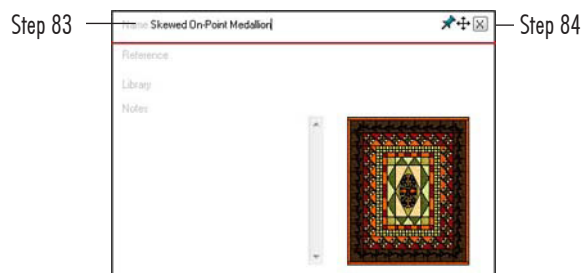 Step 83
Name Skewed On-Point Medallion
Step 84
Reference
Library
Notes